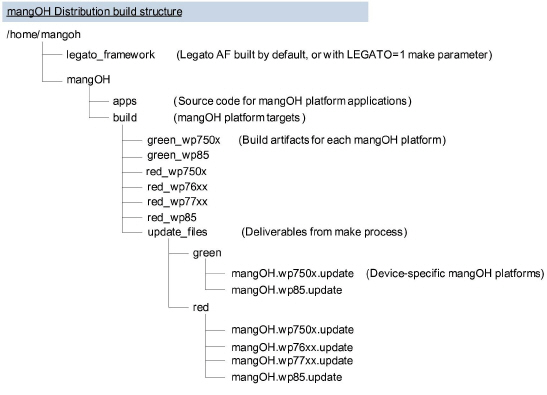 mangOH Distribution build structure
/home/mangoh
legato_framework (Legato AF built by default, or with LEGATO=1 make parameter)
mangOH
apps (Source code for mangOH platform applications)
build (mangOH platform targets)
green_wp750x (Build artifacts for each mangOH platform)
green_wp85
red_wp750x
red_wp76xx
red_wp77xx
red_wp85
update_files (Deliverables from make process)
green
mangOH.wp750x.update (Device-specific mangOH platforms)
mangOH.wp85.update
red
mangOH.wp750x.update
mangOH.wp76xx.update
mangOH.wp77xx.update
mangOH.wp85.update